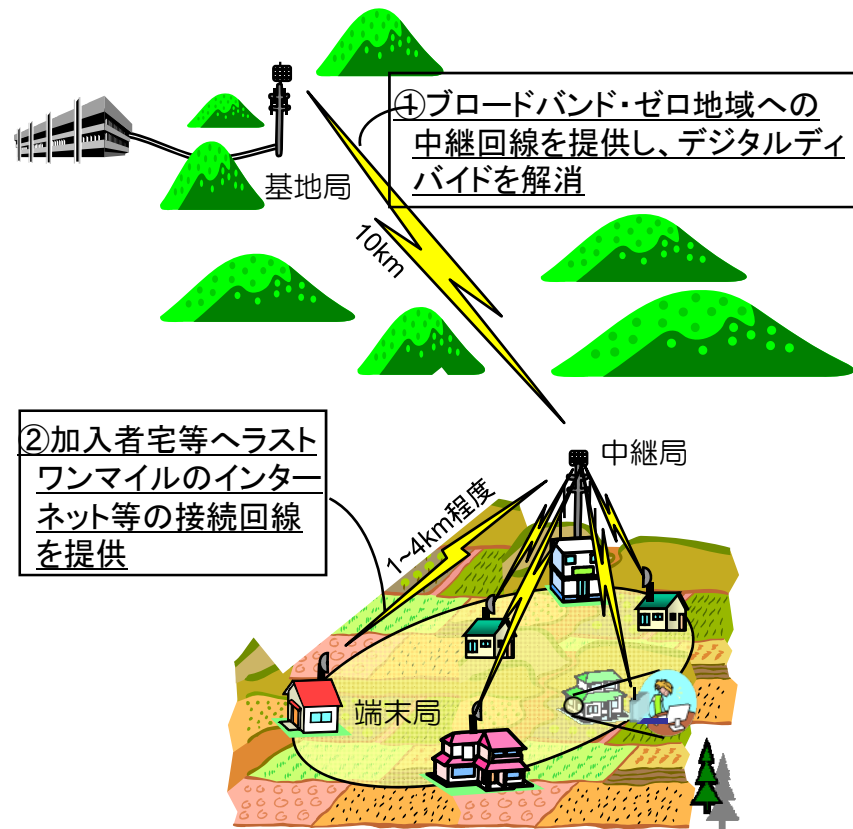 ①ブロードバンド・ゼロ地域への
中継回線を提供し、デジタルディ
バイドを解消
基地局
10km
②加入者宅等へラスト
ワンマイルのインター
ネット等の接続回線
を提供
中継局
1~4km程度
端末局